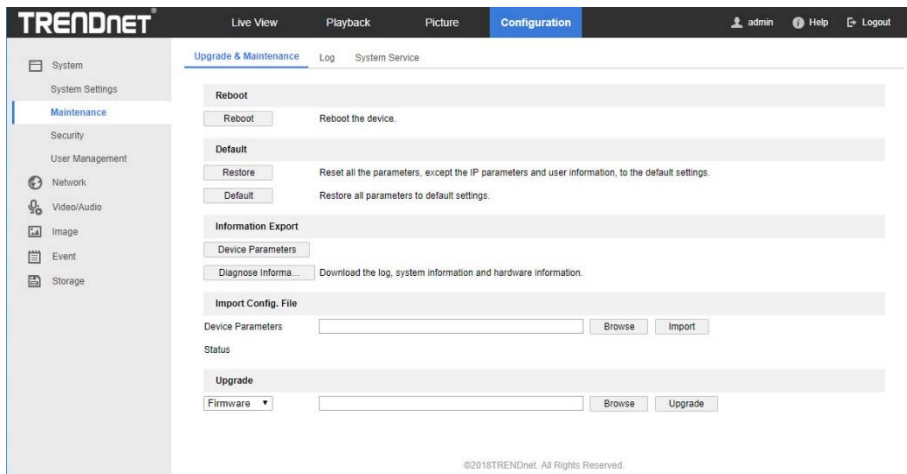 TRENDnet® Live View Playback Picture Configuration admin Help Logout
System
System Settings
Maintenance
Security
User Management
Network
Video/Audio
Image
Event
Storage
Upgrade & Maintenance Log System Service
Reboot
Reboot Reboot the device.
Default
Restore Reset all the parameters, except the IP parameters and user information, to the default settings.
Default Restore all parameters to default settings.
Information Export
Device Parameters
Diagnose Informa... Download the log, system information and hardware information.
Import Config. File
Device Parameters Browse Import
Status
Upgrade
Firmware Browse Upgrade
©2018TRENDnet. All Rights Reserved.